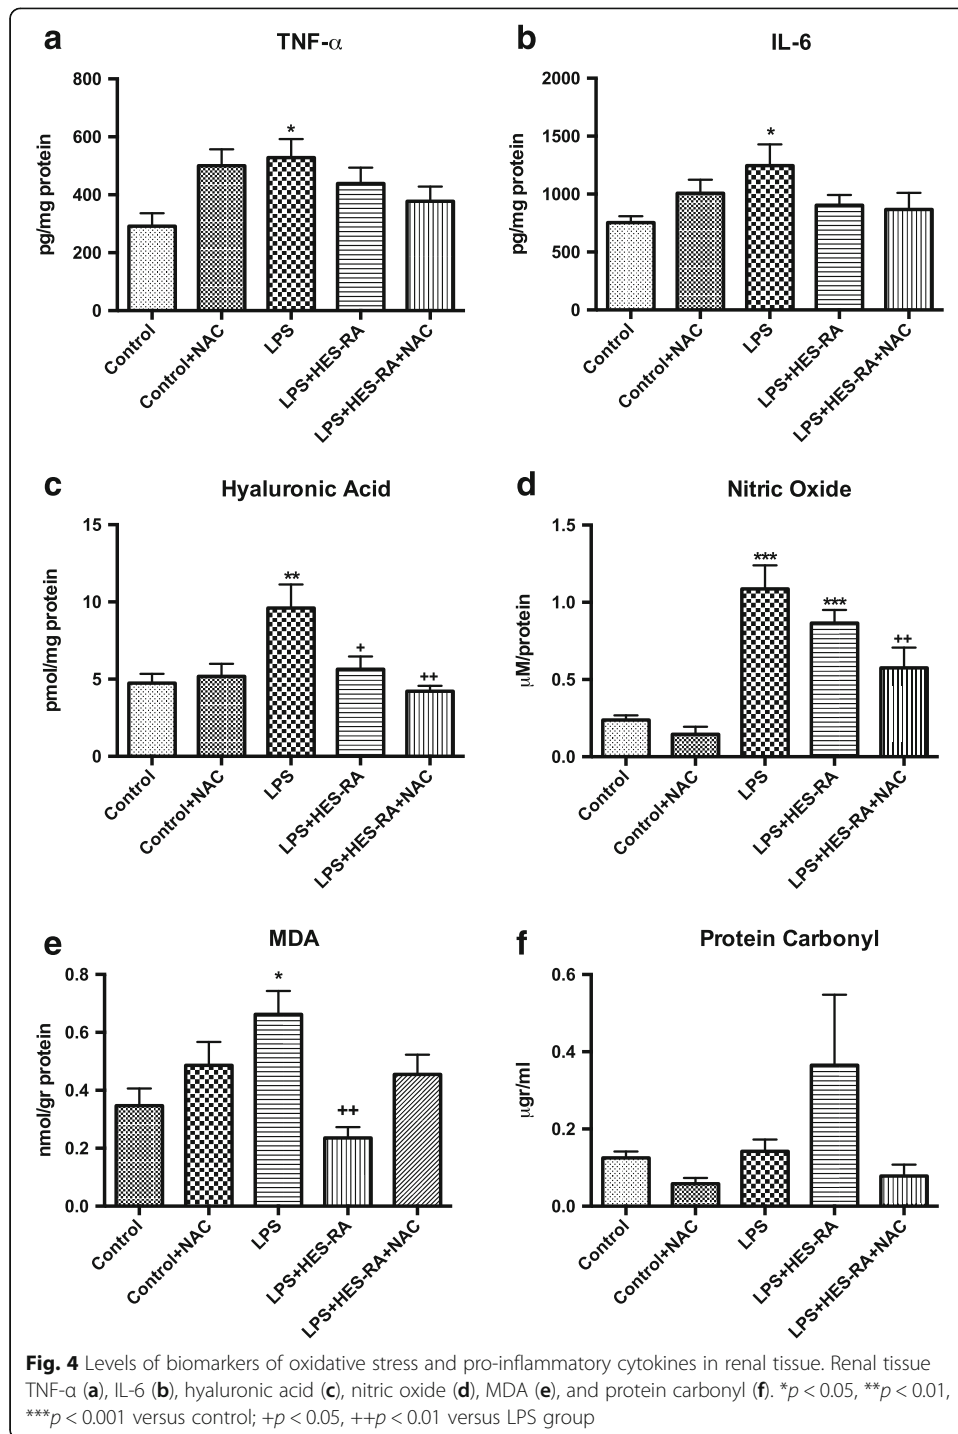 a
TNF-α
800
600
400
200
0
pg/mg protein
*
Control
Control+NAC
LPS
LPS+HES-RA
LPS+HES-RA+NAC
b
IL-6
2000
1500
1000
500
0
pg/mg protein
*
Control
Control+NAC
LPS
LPS+HES-RA
LPS+HES-RA+NAC
c
Hyaluronic Acid
15
10
5
0
pmol/mg protein
**
+
++
Control
Control+NAC
LPS
LPS+HES-RA
LPS+HES-RA+NAC
d
Nitric Oxide
1.5
1.0
0.5
0.0
μM/protein
***
***
++
Control
Control+NAC
LPS
LPS+HES-RA
LPS+HES-RA+NAC
e
MDA
0.8
0.6
0.4
0.2
0.0
nmol/gr protein
*
++
Control
Control+NAC
LPS
LPS+HES-RA
LPS+HES-RA+NAC
f
Protein Carbonyl
0.6
0.4
0.2
0.0
μgr/ml
Control
Control+NAC
LPS
LPS+HES-RA
LPS+HES-RA+NAC
Fig. 4 Levels of biomarkers of oxidative stress and pro-inflammatory cytokines in renal tissue. Renal tissue
TNF-α (a), IL-6 (b), hyaluronic acid (c), nitric oxide (d), MDA (e), and protein carbonyl (f). *p < 0.05, **p < 0.01,
***p < 0.001 versus control; +p < 0.05, ++p < 0.01 versus LPS group